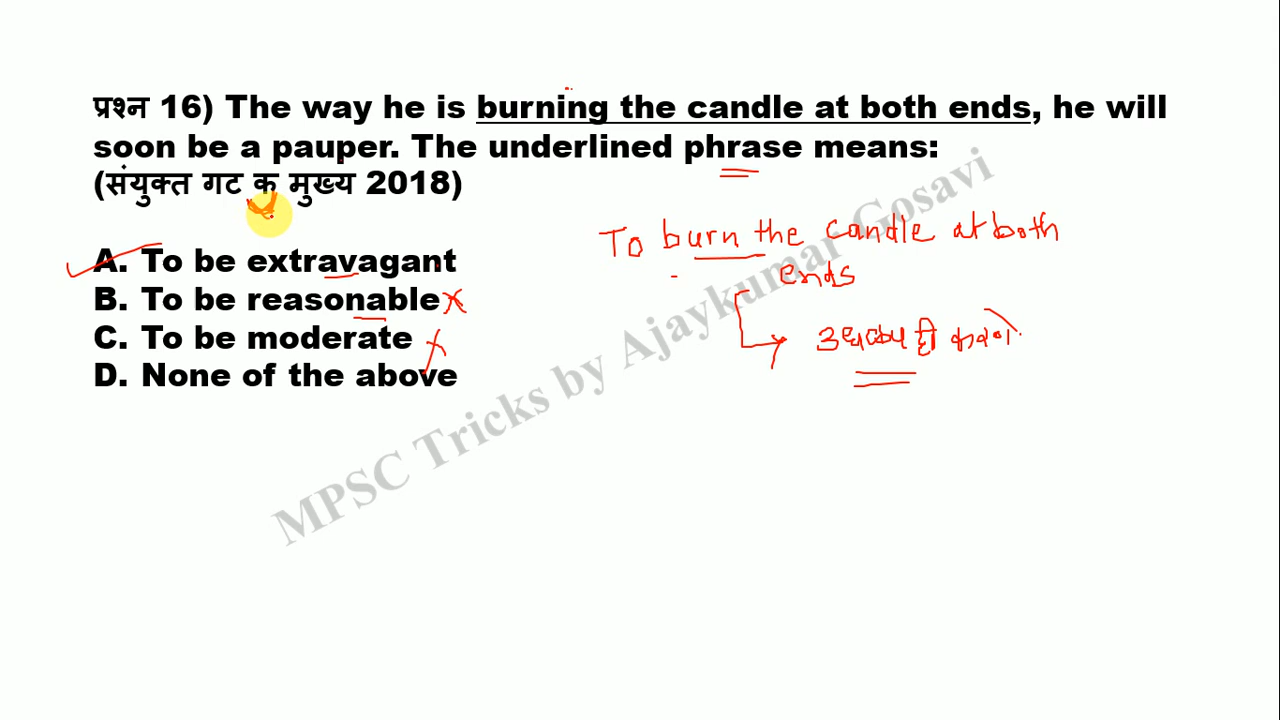 प्रश्न 16) The way he is burning the candle at both ends, he will
soon be a pauper. The underlined phrase means:
(संयुक्त गट क मुख्य 2018)
A. To be extravagant
B. To be reasonable
C. To be moderate
D. None of the above
To burn the candle at both
ends
MPSC Tricks by Ajaykumar Gosavi